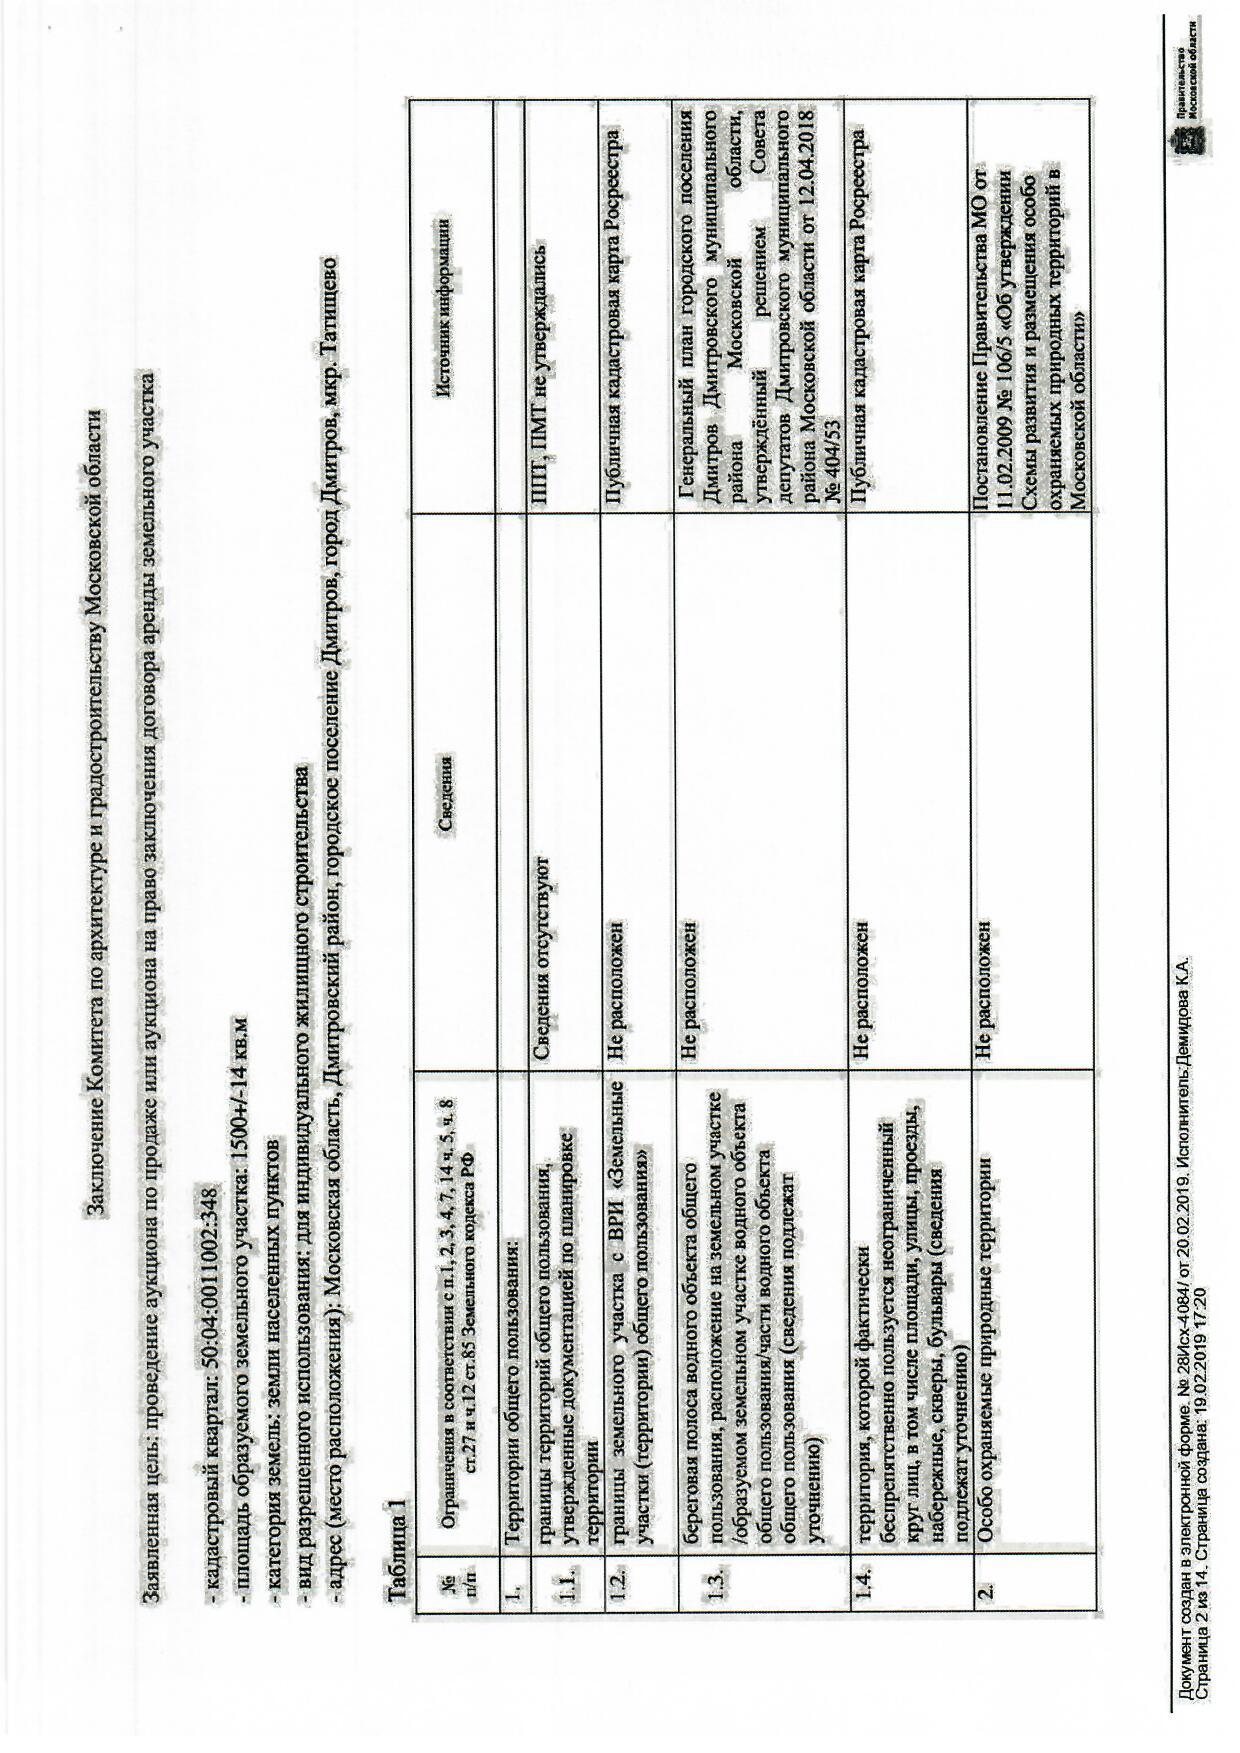 Заключение Комитета по архитектуре и градостроительству Московской области
Заявленная цель: проведение аукциона по продаже или аукциона на право заключения договора аренды земельного участка
- кадастровый квартал: 50:04:0011002:348
- площадь образуемого земельного участка: 1500+/-14 кв.м
- категория земель: земли населенных пунктов
- вид разрешенного использования: для индивидуального жилищного строительства
- адрес (место расположения): Московская область, Дмитровский район, городское поселение Дмитров, город Дмитров, мкр. Татищево
Таблица 1
№
п/п
Ограничения в соответствии с п.1, 2, 3, 4, 7, 14 ч. 5, ч. 8
ст.27 и ч.12 ст.85 Земельного кодекса РФ
Сведения
Источник информации
1.
Территории общего пользования:
1.1.
границы территорий общего пользования,
утвержденные документацией по планировке
территории
Сведения отсутствуют
ППТ, ПМТ не утверждались
1.2.
границы земельного участка с ВРИ «Земельные
участки (территории) общего пользования»
Не расположен
Публичная кадастровая карта Росреестра
1.3.
береговая полоса водного объекта общего
пользования, расположение на земельном участке
/образуемом земельном участке водного объекта
общего пользования/части водного объекта
общего пользования (сведения подлежат
уточнению)
Не расположен
Генеральный план городского поселения
Дмитров Дмитровского муниципального
района Московской области,
утверждённый решением Совета
депутатов Дмитровского муниципального
района Московской области от 12.04.2018
№ 404/53
1.4.
территория, которой фактически
беспрепятственно пользуется неограниченный
круг лиц, в том числе площади, улицы, проезды,
набережные, скверы, бульвары (сведения
подлежат уточнению)
Не расположен
Публичная кадастровая карта Росреестра
2.
Особо охраняемые природные территории
Не расположен
Постановление Правительства МО от
11.02.2009 № 106/5 «Об утверждении
Схемы развития и размещения особо
охраняемых природных территорий в
Московской области»
Документ создан в электронной форме. № 28Исх-4084/ от 20.02.2019. Исполнитель:Демидова К.А.
Страница 2 из 14. Страница создана: 19.02.2019 17:20
Правительство
Московской области